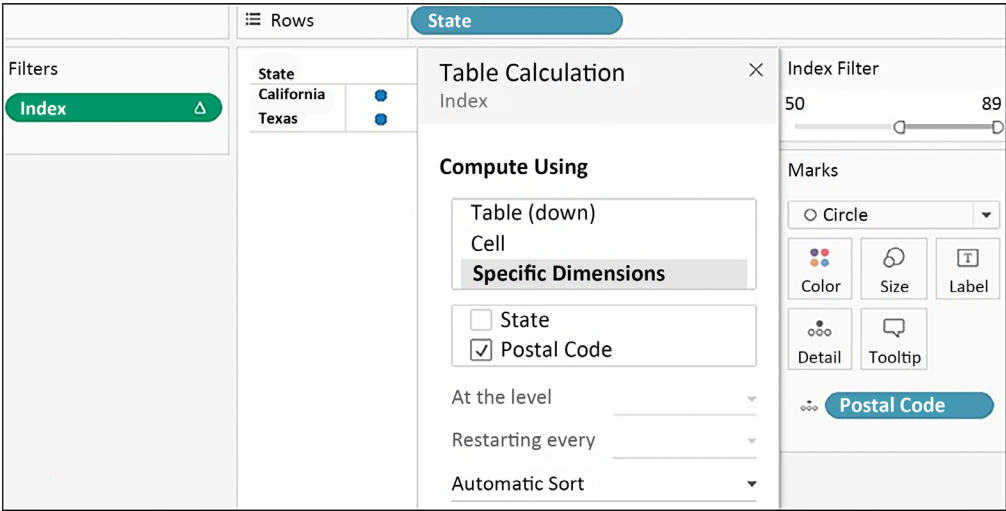 Rows
State
Filters
Index
State
California
Texas
Table Calculation
Index
Compute Using
Table (down)
Cell
Specific Dimensions
State
Postal Code
At the level
Restarting every
Automatic Sort
Index Filter
50 89
Marks
Circle
Color Size Label
Detail Tooltip
Postal Code